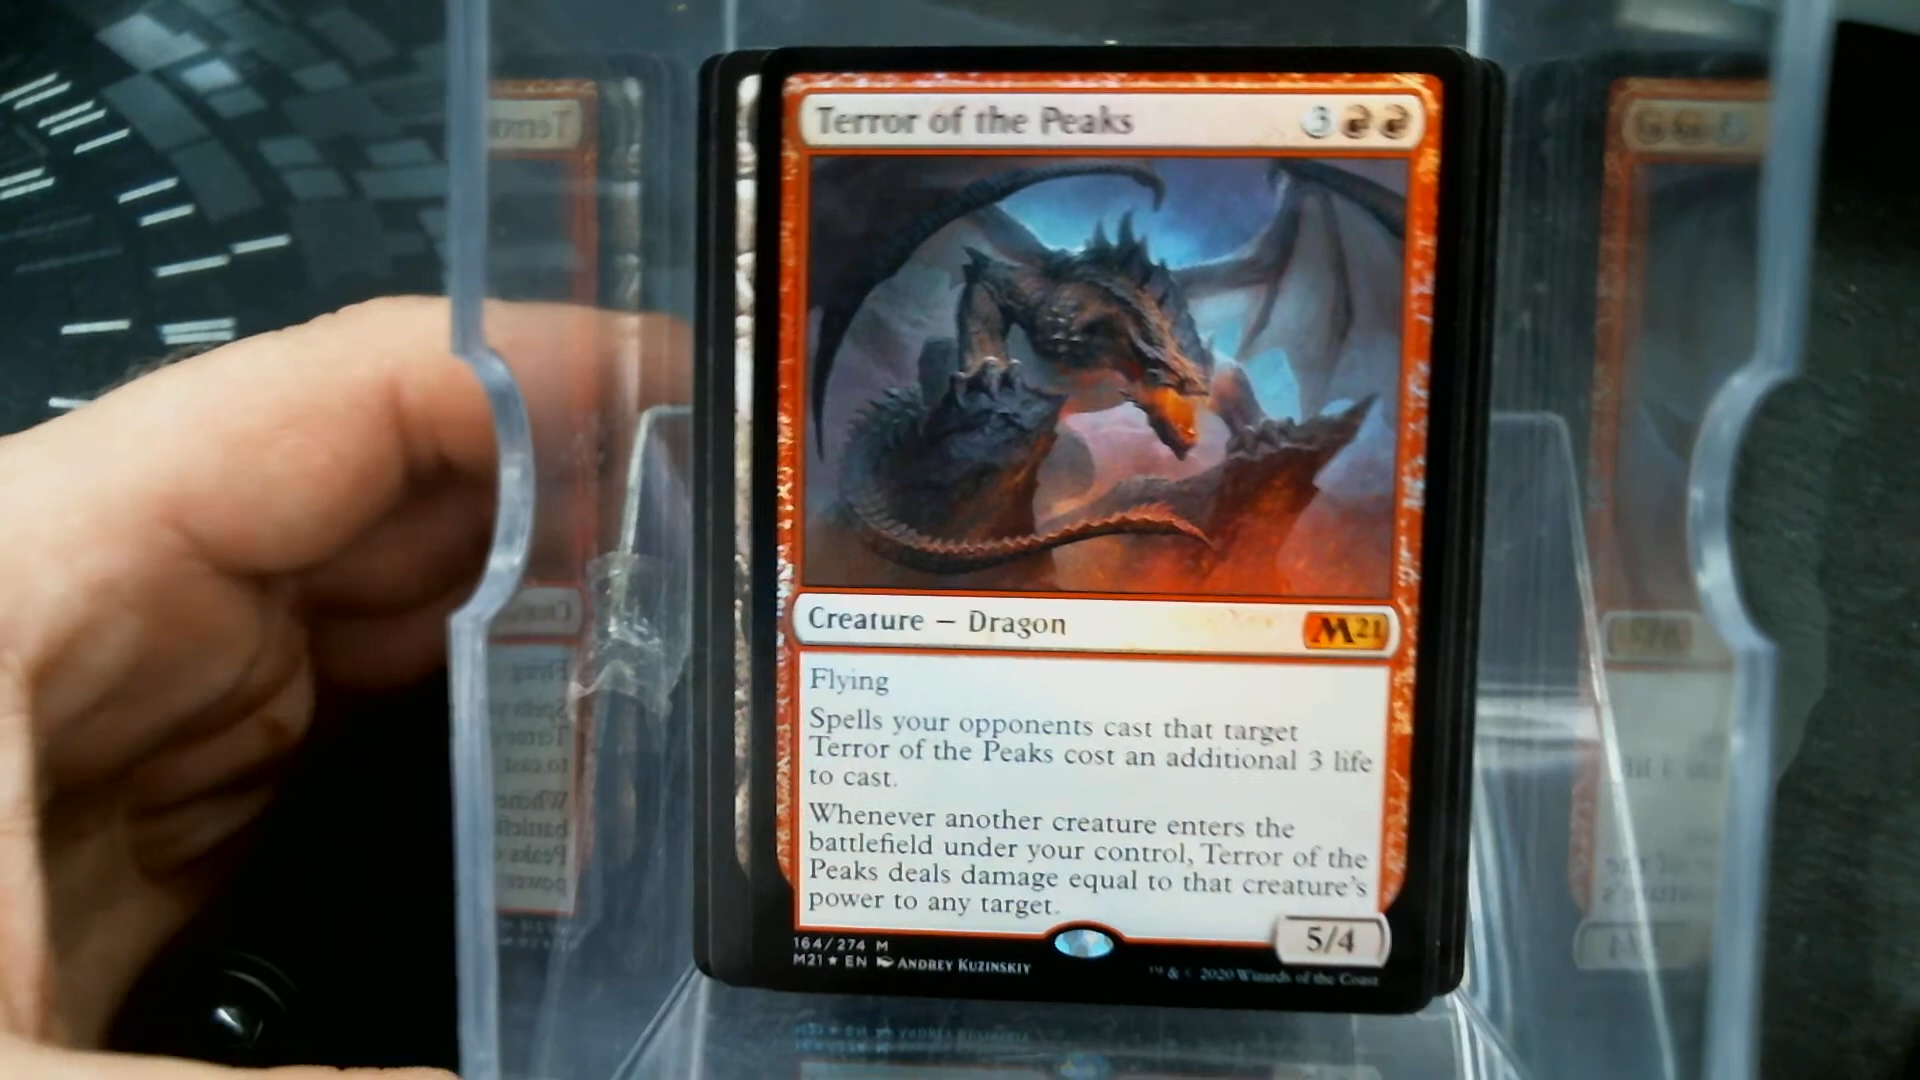 Terror of the Peaks 3
Creature — Dragon M21
Flying
Spells your opponents cast that target
Terror of the Peaks cost an additional 3 life
to cast.
Whenever another creature enters the
battlefield under your control, Terror of the
Peaks deals damage equal to that creature's
power to any target.
5/4
164/274 M
M21★EN Andrey Kuzinskiy
™ & © 2020 Wizards of the Coast